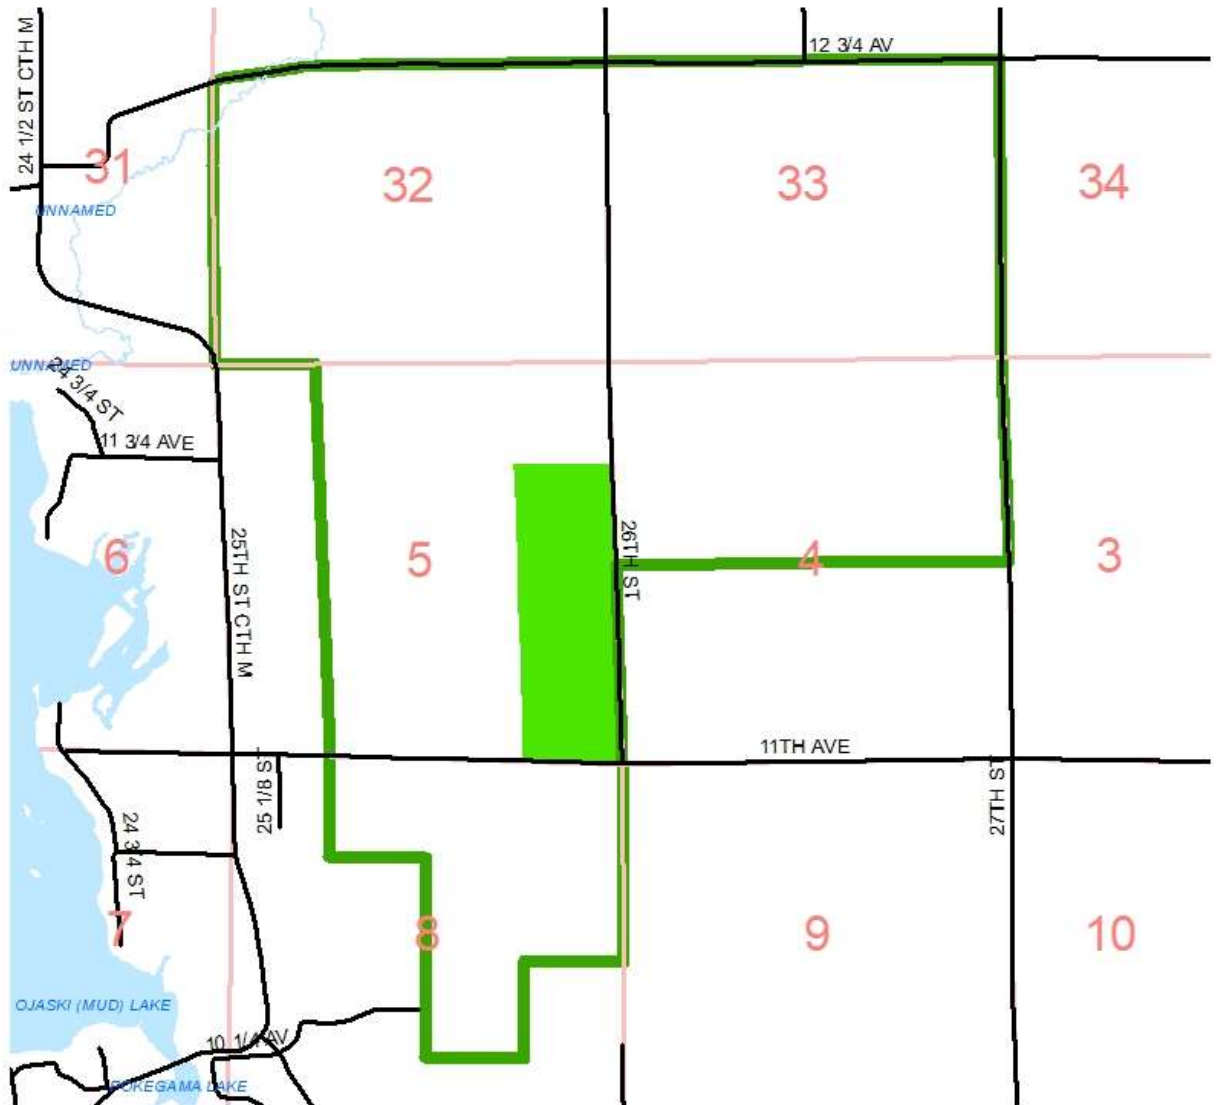 24 1/2 ST CTH M
12 3/4 AV
31
32
33
34
UNNAMED
UNNAMED
24 3/4 ST
11 3/4 AVE
6
25TH ST CTH M
5
26TH ST
4
3
11TH AVE
25 1/8 ST
27TH ST
24 3/4 ST
7
8
9
10
OJASKI (MUD) LAKE
10 1/4 AV
POKEGAMA LAKE